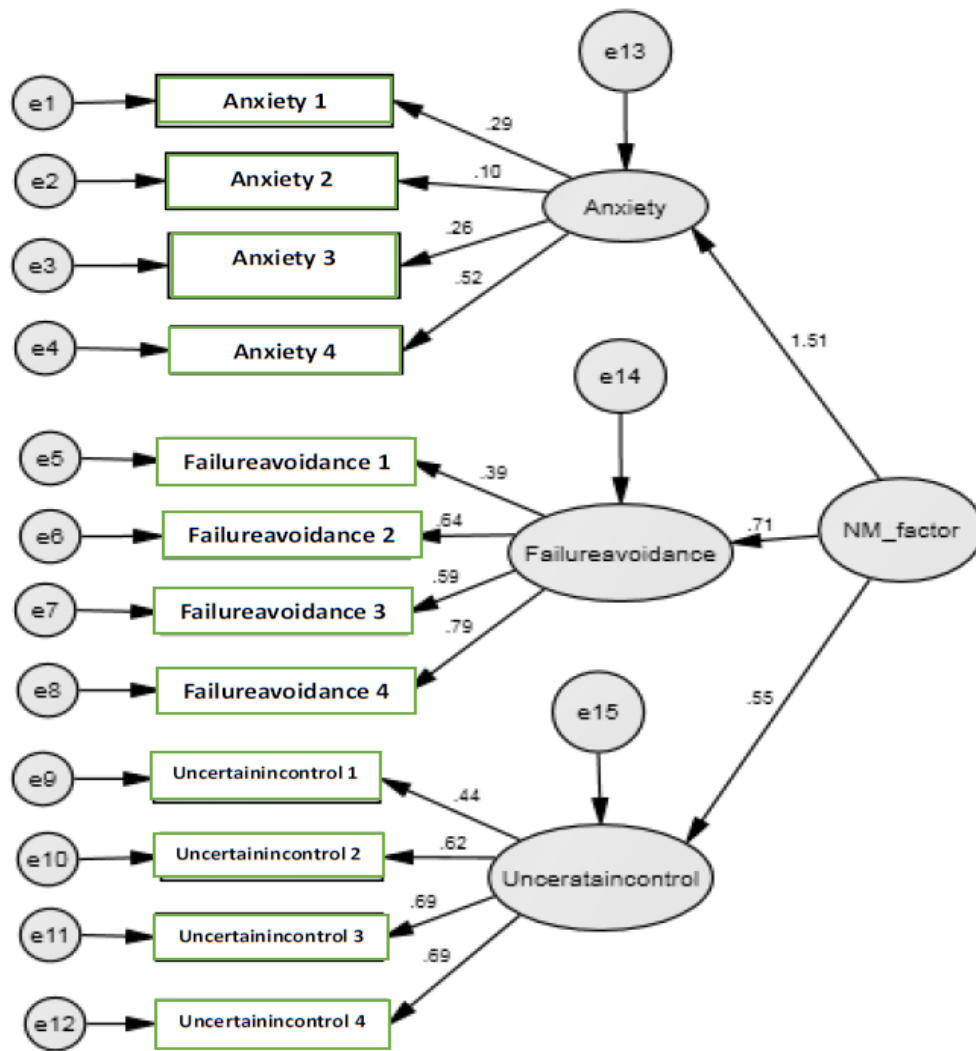 e13
e1
Anxiety 1
.29
e2
Anxiety 2
.10
Anxiety
e3
Anxiety 3
.26
.52
e4
Anxiety 4
1.51
e14
e5
Failureavoidance 1
.39
e6
Failureavoidance 2
.64
.71
NM_factor
Failureavoidance
e7
Failureavoidance 3
.59
.79
e8
Failureavoidance 4
.55
e15
e9
Uncertainincontrol 1
.44
e10
Uncertainincontrol 2
.62
Uncerataincontrol
e11
Uncertainincontrol 3
.69
.69
e12
Uncertainincontrol 4